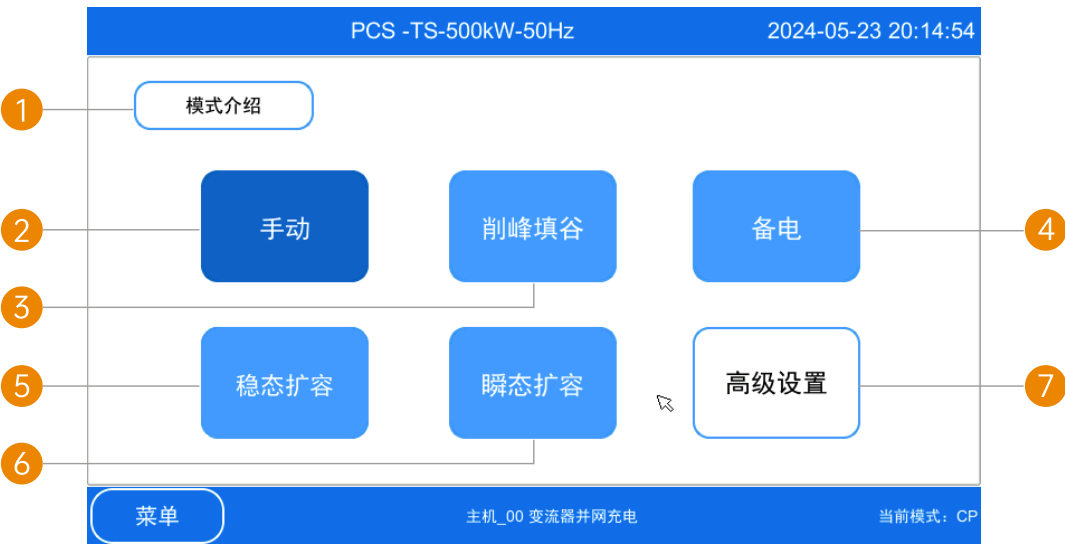 PCS -TS-500kW-50Hz 2024-05-23 20:14:54
1 模式介绍
2 手动 削峰填谷 备电 4
3
5 稳态扩容 瞬态扩容 高级设置 7
6
菜单 主机_00 变流器并网充电 当前模式：CP